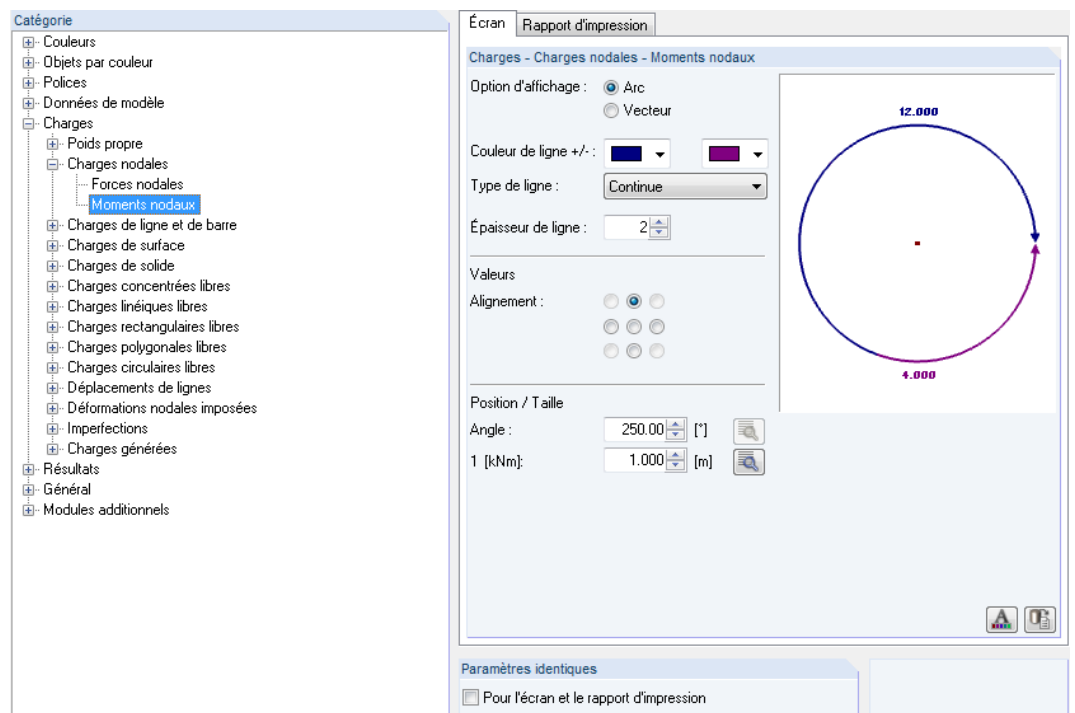 Catégorie
Couleurs
Objets par couleur
Polices
Données de modèle
Charges
Poids propre
Charges nodales
Forces nodales
Moments nodaux
Charges de ligne et de barre
Charges de surface
Charges de solide
Charges concentrées libres
Charges linéiques libres
Charges rectangulaires libres
Charges polygonales libres
Charges circulaires libres
Déplacements de lignes
Déformations nodales imposées
Imperfections
Charges générées
Résultats
Général
Modules additionnels
Écran Rapport d'impression
Charges - Charges nodales - Moments nodaux
Option d'affichage : Arc
Vecteur
Couleur de ligne +/- :
Type de ligne : Continue
Épaisseur de ligne : 2
Valeurs
Alignement :
Position / Taille
Angle : 250.00 [°]
1 [kNm]: 1.000 [m]
12.000
4.000
A
Paramètres identiques
Pour l'écran et le rapport d'impression